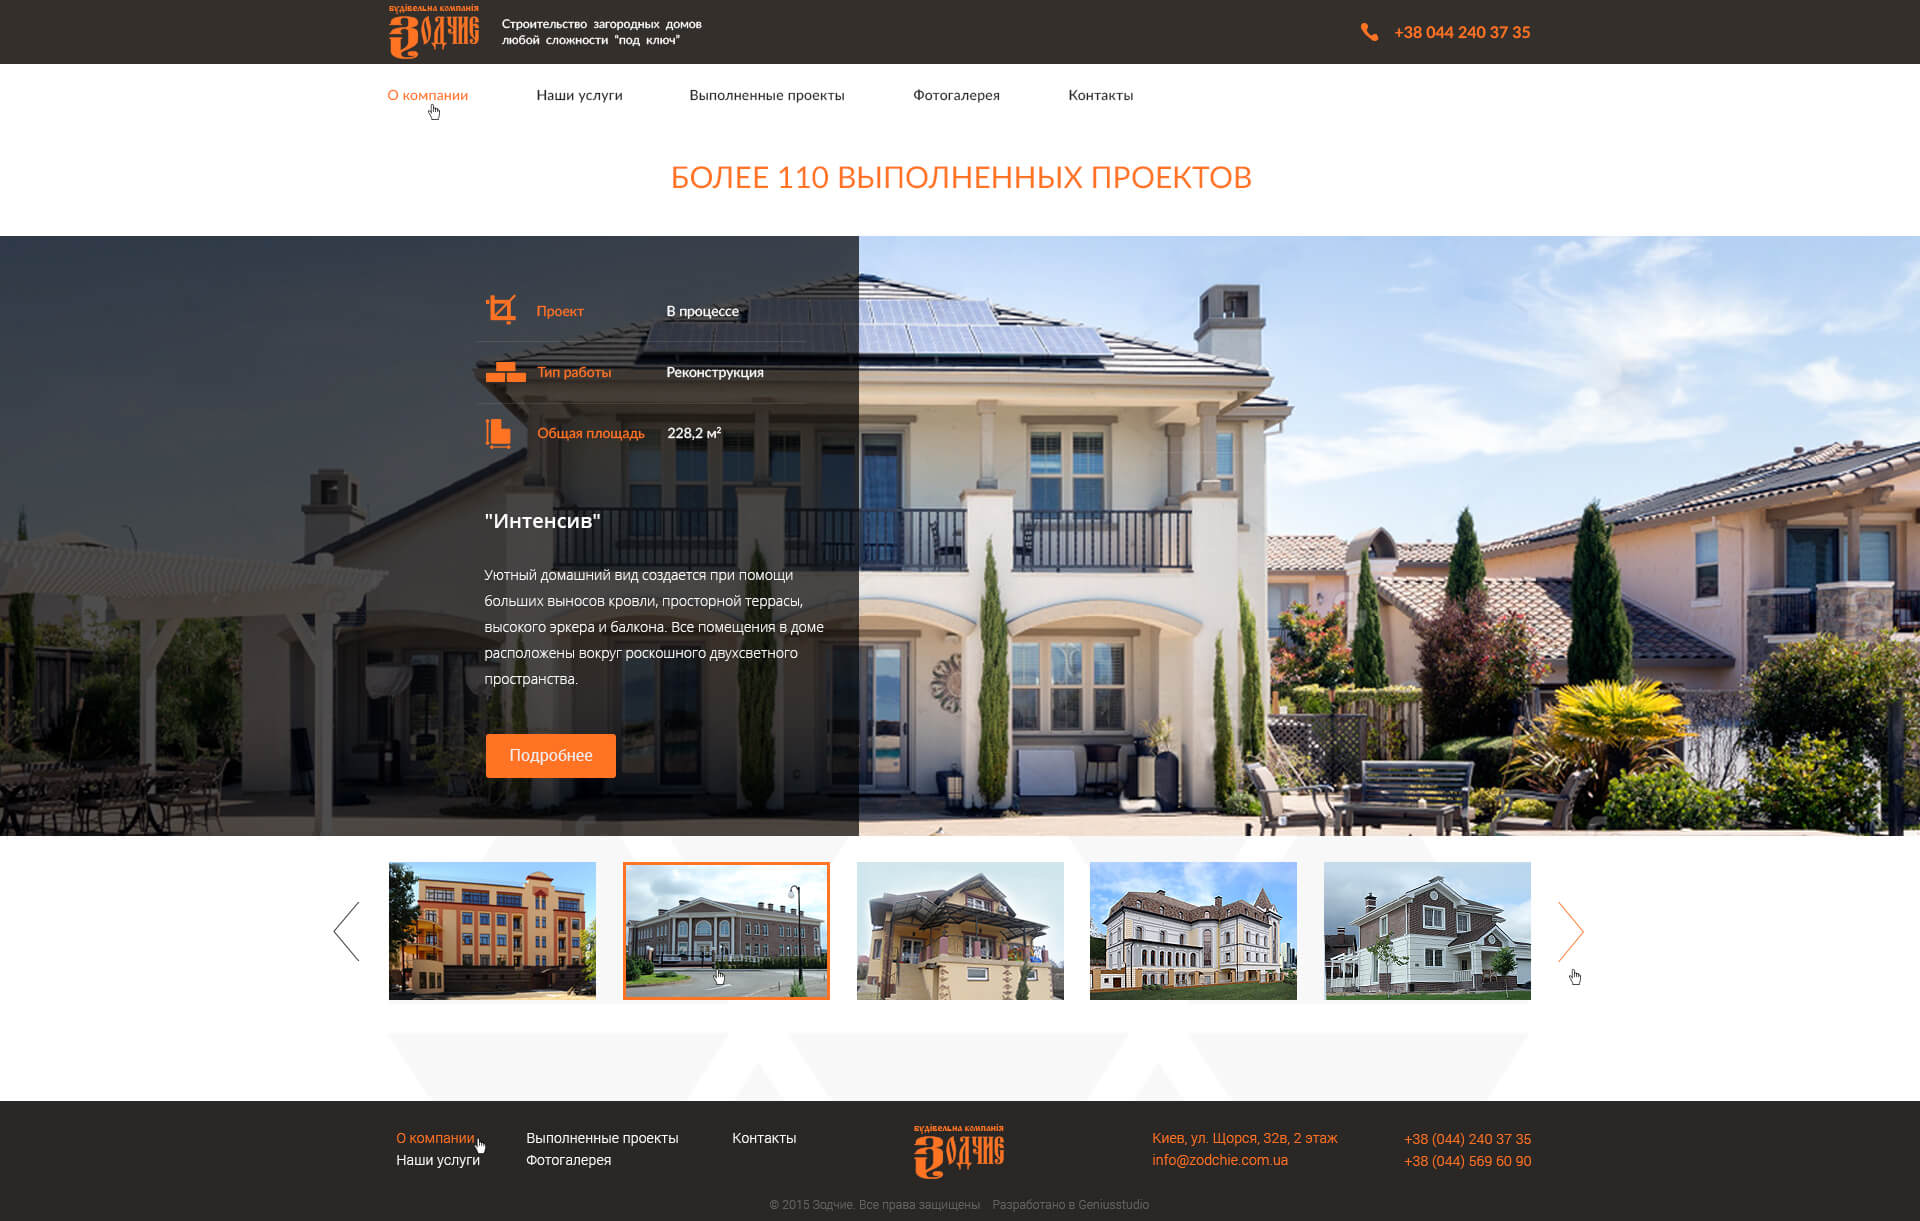 будівельна компанія
Зодчие
Строительство загородных домов
любой сложности "под ключ"
+38 044 240 37 35
О компании
Наши услуги
Выполненные проекты
Фотогалерея
Контакты
БОЛЕЕ 110 ВЫПОЛНЕННЫХ ПРОЕКТОВ
Проект
В процессе
Тип работы
Реконструкция
Общая площадь
228,2 м²
"Интенсив"
Уютный домашний вид создается при помощи
больших выносов кровли, просторной террасы,
высокого эркера и балкона. Все помещения в доме
расположены вокруг роскошного двухсветного
пространства.
Подробнее
О компании
Наши услуги
Выполненные проекты
Фотогалерея
Контакты
будівельна компанія
Зодчие
Киев, ул. Щорся, 32в, 2 этаж
info@zodchie.com.ua
+38 (044) 240 37 35
+38 (044) 569 60 90
© 2015 Зодчие. Все права защищены Разработано в Geniusstudio